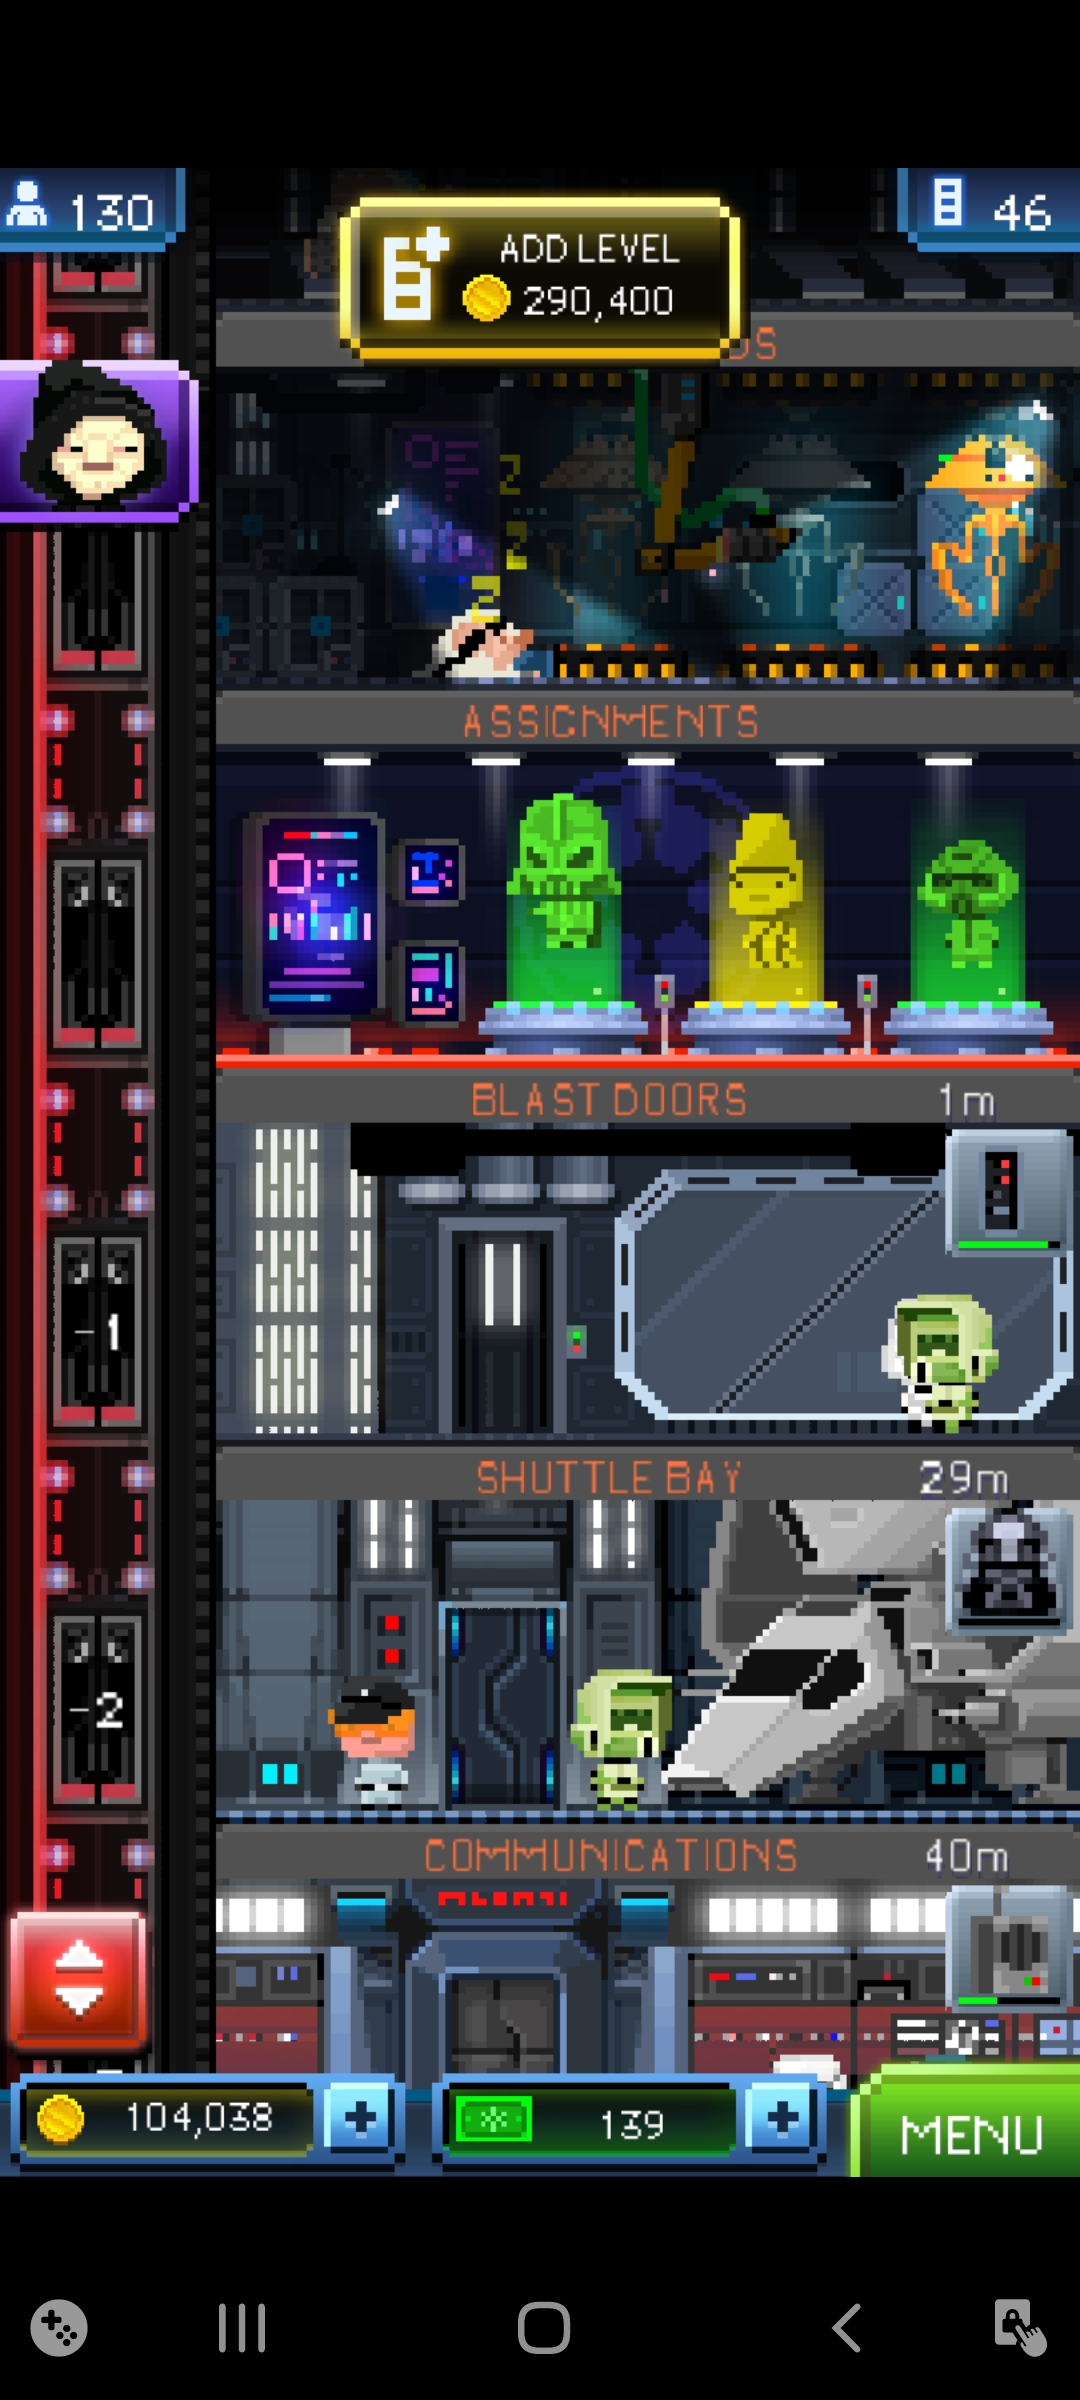 130
46
ADD LEVEL
290,400
ASSIGNMENTS
BLAST DOORS
1m
-1
SHUTTLE BAY
29m
-2
COMMUNICATIONS
40m
104,038
139
MENU